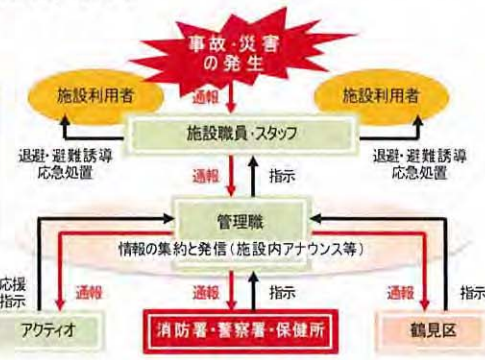 事故・災害
の発生
通報
施設利用者
施設利用者
施設職員・スタッフ
退避・避難誘導
応急処置
退避・避難誘導
応急処置
通報
指示
管理職
情報の集約と発信(施設内アナウンス等)
応援
指示
通報
通報
指示
通報
指示
アクティオ
消防署・警察署・保健所
鶴見区